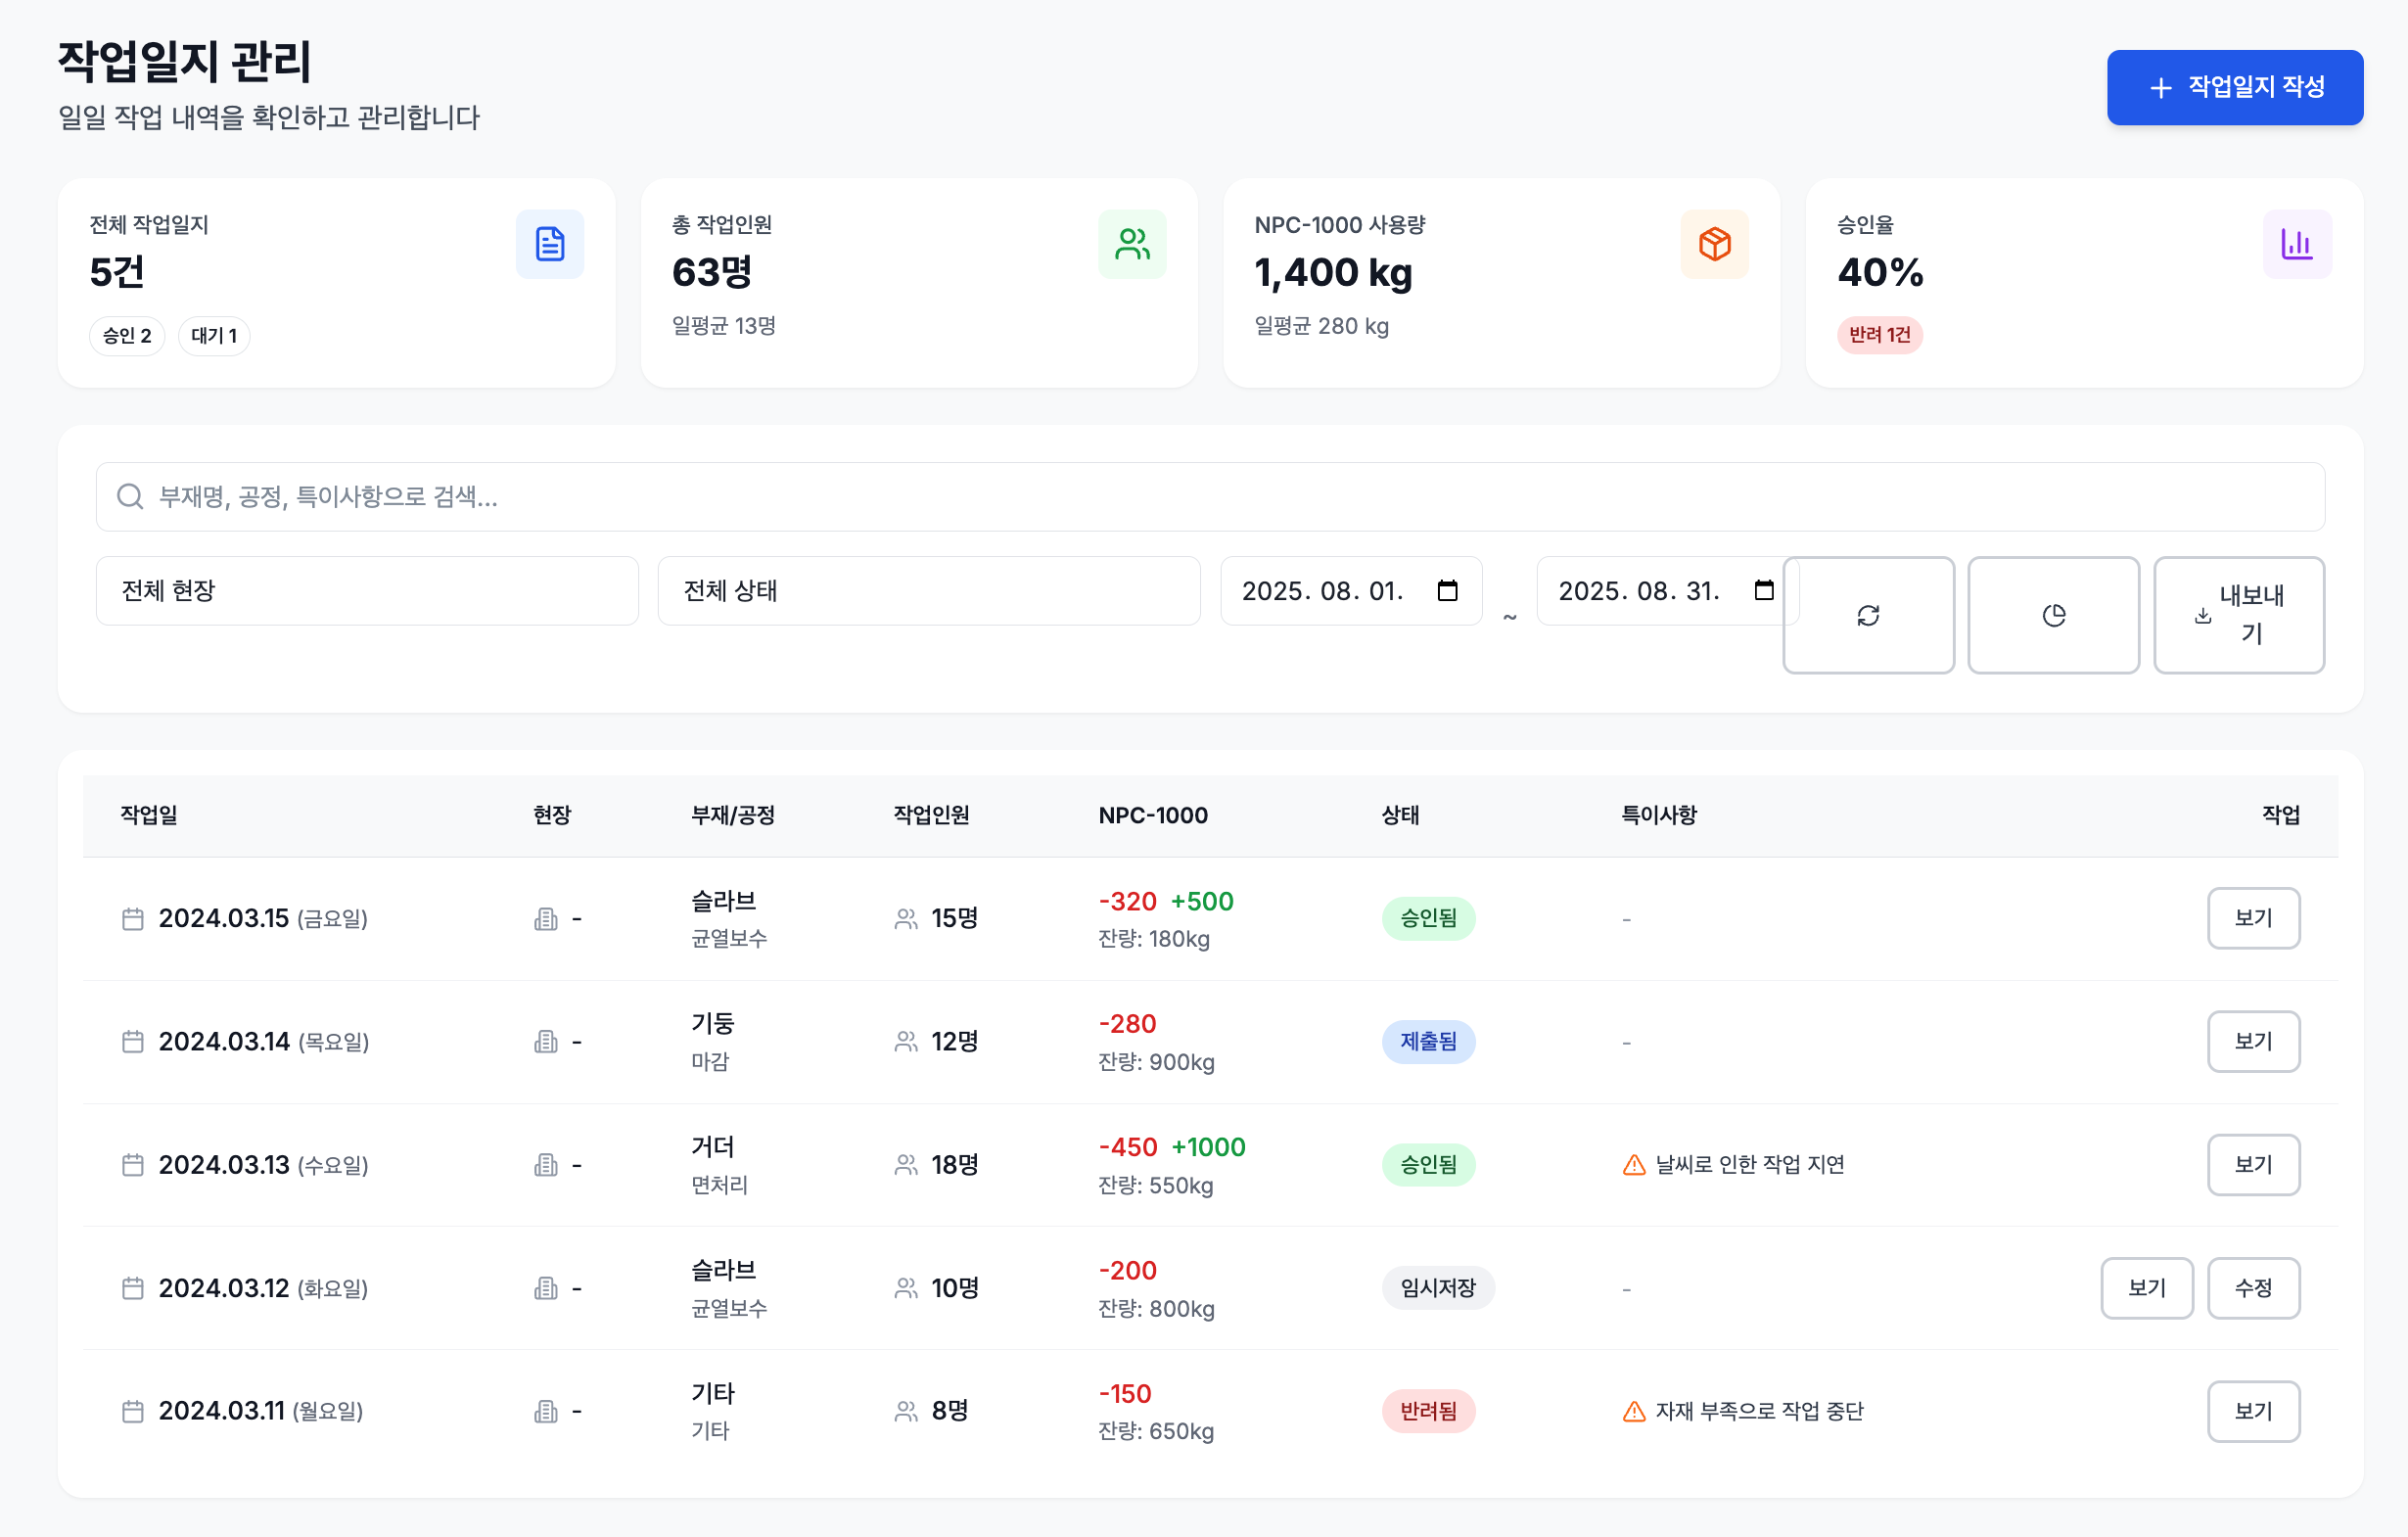 작업일지 관리
일일 작업 내역을 확인하고 관리합니다
작업일지 작성
전체 작업일지
5건
승인 2 대기 1
총 작업인원
63명
일평균 13명
NPC-1000 사용량
1,400 kg
일평균 280 kg
승인율
40%
반려 1건
부재명, 공정, 특이사항으로 검색...
전체 현장
전체 상태
2025. 08. 01. ~ 2025. 08. 31.
내보내
기
작업일 현장 부재/공정 작업인원 NPC-1000 상태 특이사항 작업
2024.03.15 (금요일) - 슬라브 15명 -320 +500 승인됨 - 보기
균열보수 잔량: 180kg
2024.03.14 (목요일) - 기둥 12명 -280 제출됨 - 보기
마감 잔량: 900kg
2024.03.13 (수요일) - 거더 18명 -450 +1000 승인됨 날씨로 인한 작업 지연 보기
면처리 잔량: 550kg
2024.03.12 (화요일) - 슬라브 10명 -200 임시저장 - 보기 수정
균열보수 잔량: 800kg
2024.03.11 (월요일) - 기타 8명 -150 반려됨 자재 부족으로 작업 중단 보기
기타 잔량: 650kg